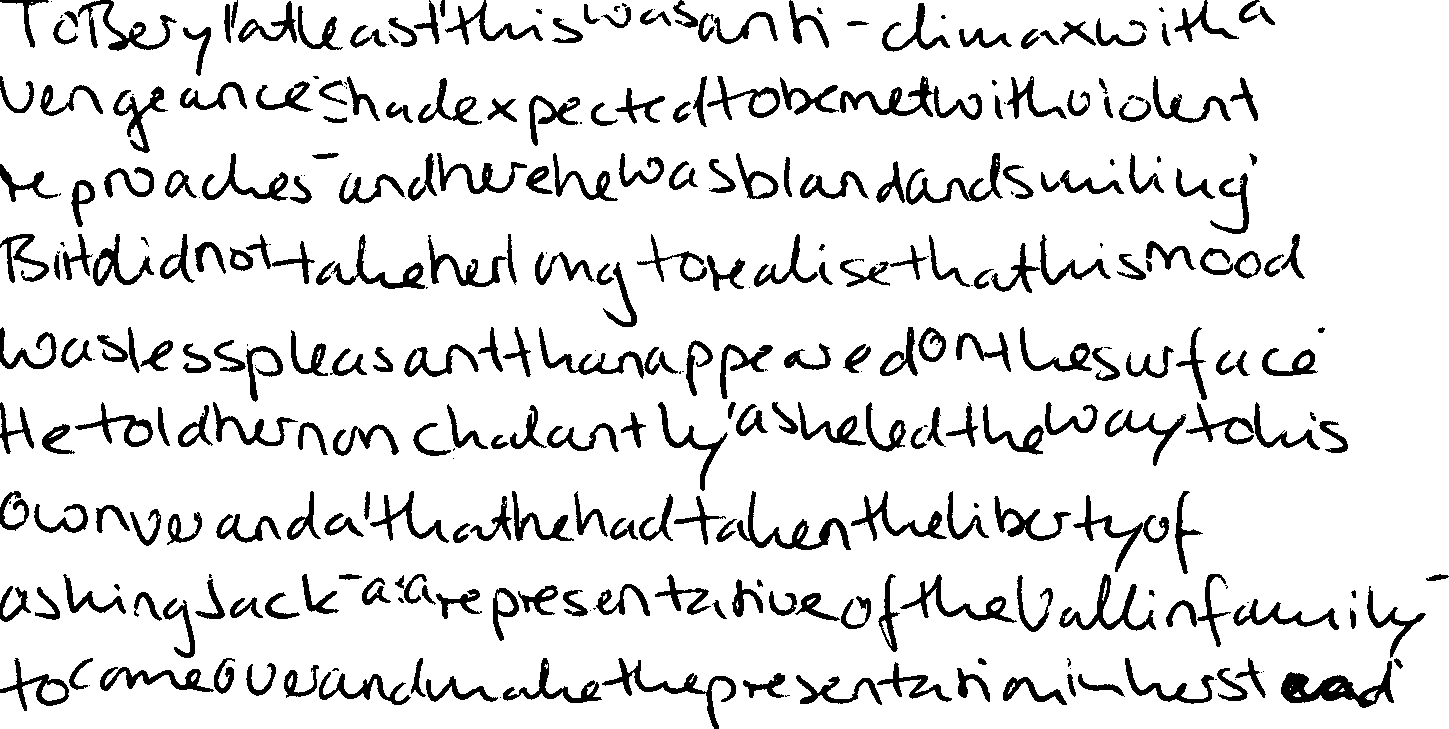 To Beryl at least this was anti-climax with a
vengeance. She had expected to be met with violent
reproaches - and here he was bland and smiling.
But it did not take her long to realise that this mood
was less pleasant than appeared on the surface.
He told her nonchalantly, as he led the way to his
own veranda, that he had taken the liberty of
asking Jack - as a representative of the Vallin family -
to come over and make the presentation in her stead.